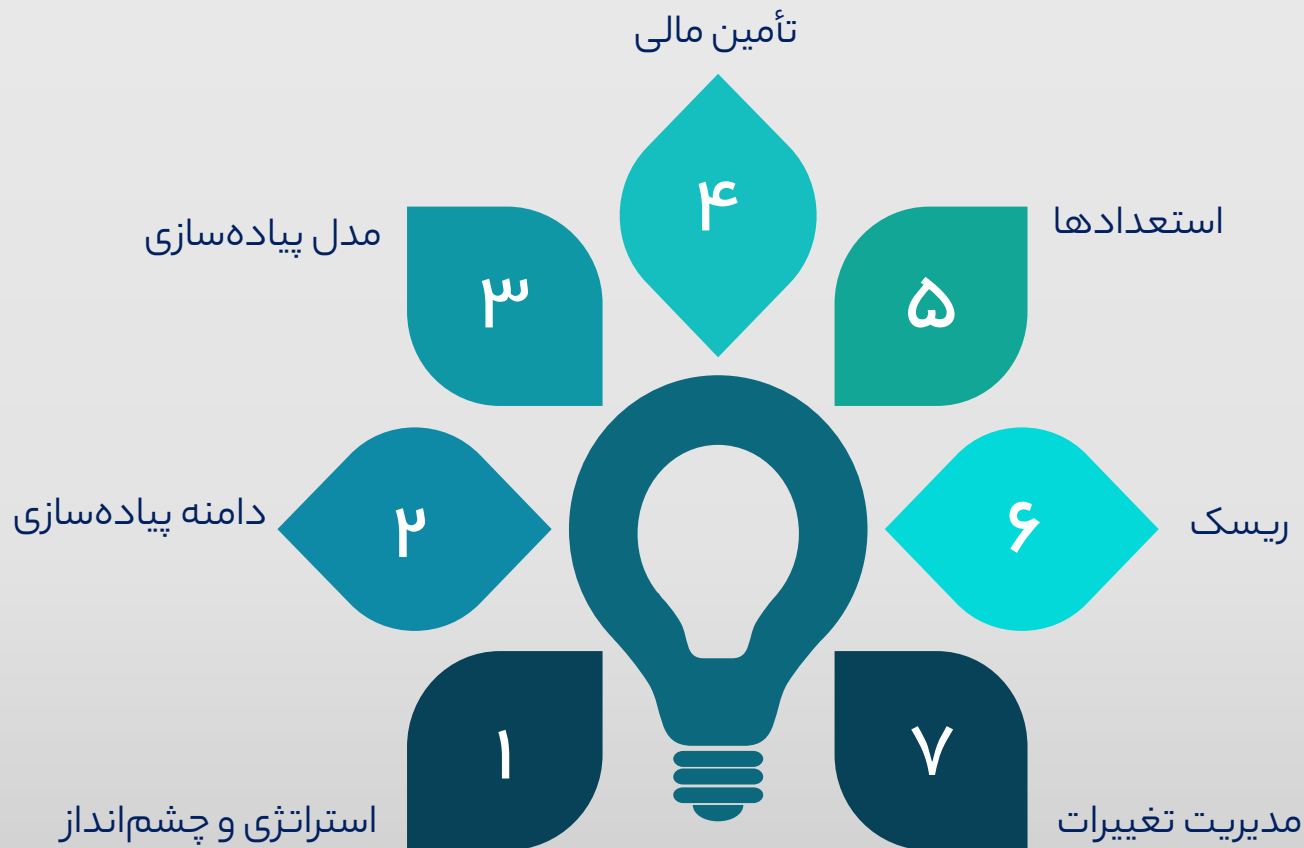 ۱
استراتژی و چشم‌انداز
۲
دامنه پیاده‌سازی
۳
مدل پیاده‌سازی
۴
تأمین مالی
۵
استعدادها
۶
ریسک
۷
مدیریت تغییرات